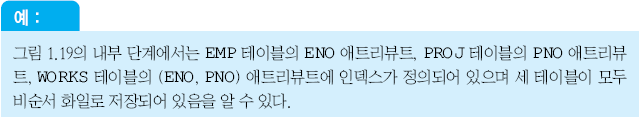 예 :
그림 1.19의 내부 단계에서는 EMP 테이블의 ENO 애트리뷰트, PROJ 테이블의 PNO 애트리뷰
트, WORKS 테이블의 (ENO, PNO) 애트리뷰트에 인덱스가 정의되어 있으며 세 테이블이 모두
비순서 화일로 저장되어 있음을 알 수 있다.